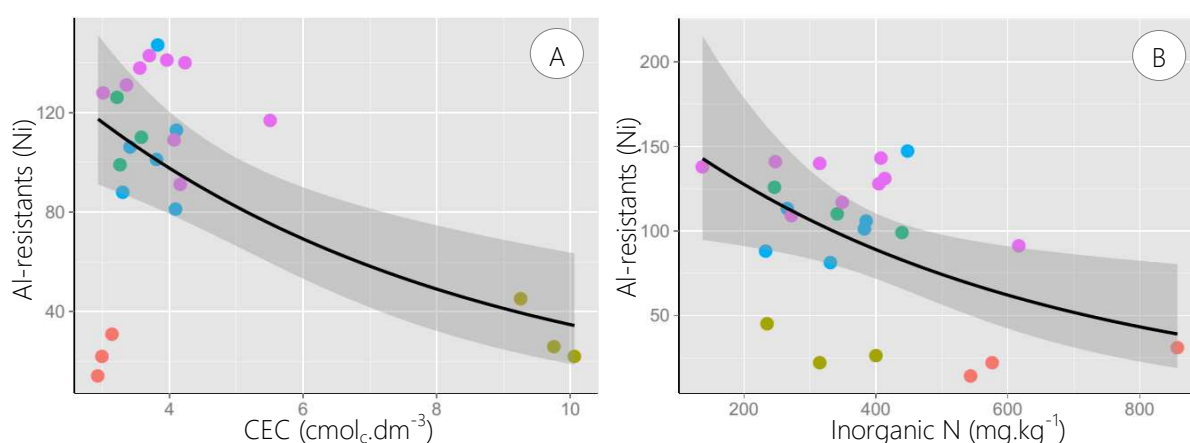 A
Al-resistants (Ni)
120
80
40
4
6
8
10
CEC (cmolc.dm-3)
B
Al-resistants (Ni)
200
150
100
50
200
400
600
800
Inorganic N (mg.kg-1)